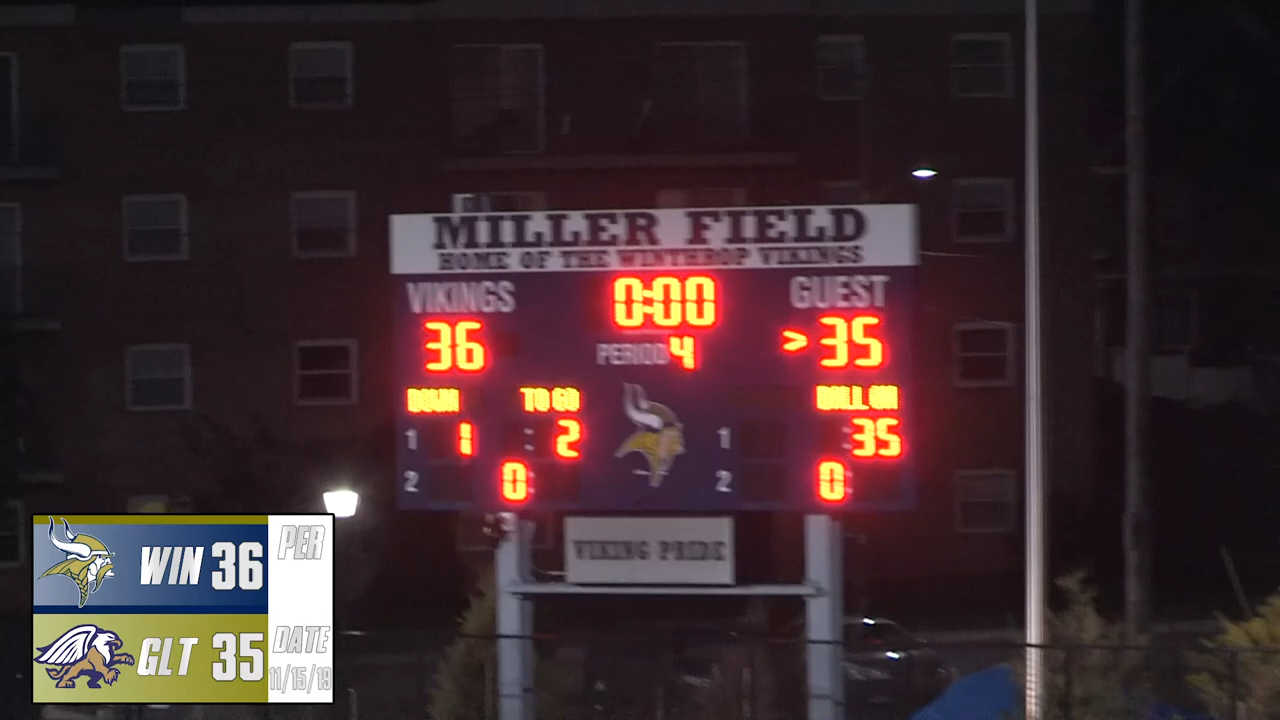 MILLER FIELD
HOME OF THE WINTHROP VIKINGS
VIKINGS 0:00 GUEST
36 PERIOD 4 > 35
DOWN TO GO BALL ON
1 1 : 2 1 :35
2 0: 2 0:
VIKING PRIDE
WIN 36 PER
GLT 35 DATE
11/15/19